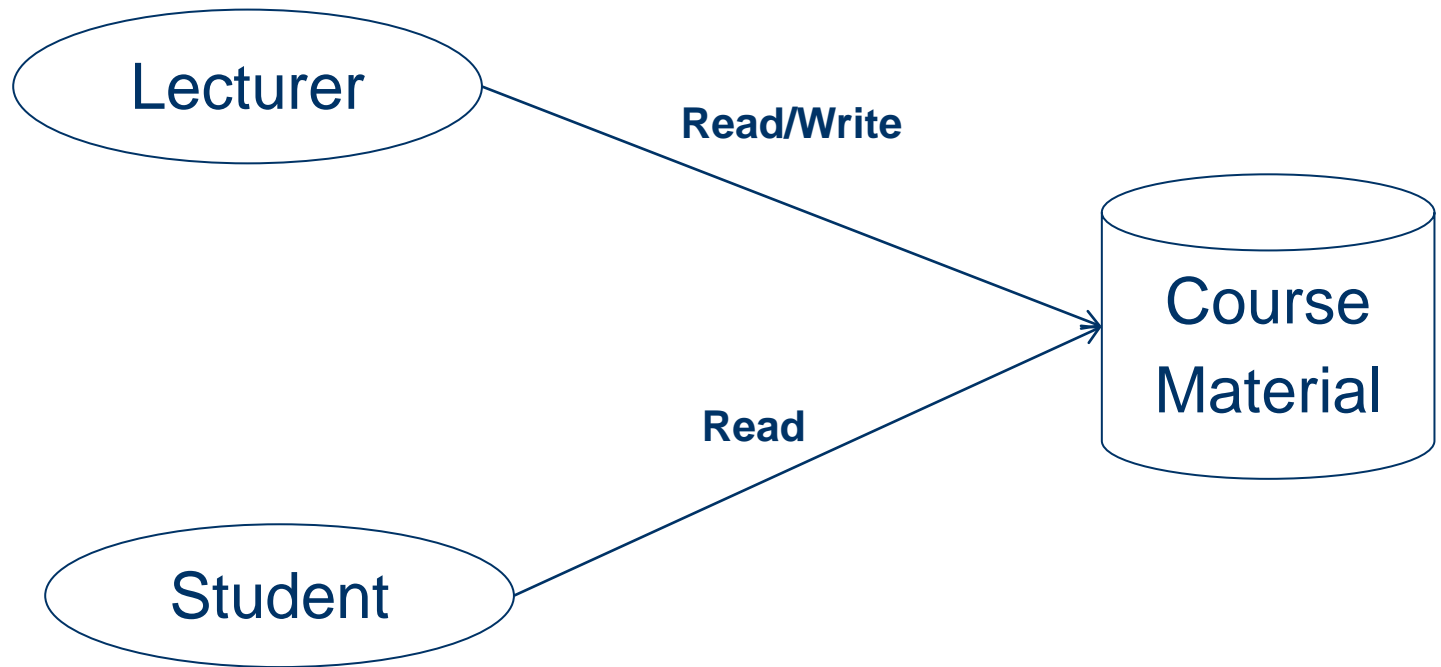 Lecturer
Read/Write
Course
Material
Read
Student